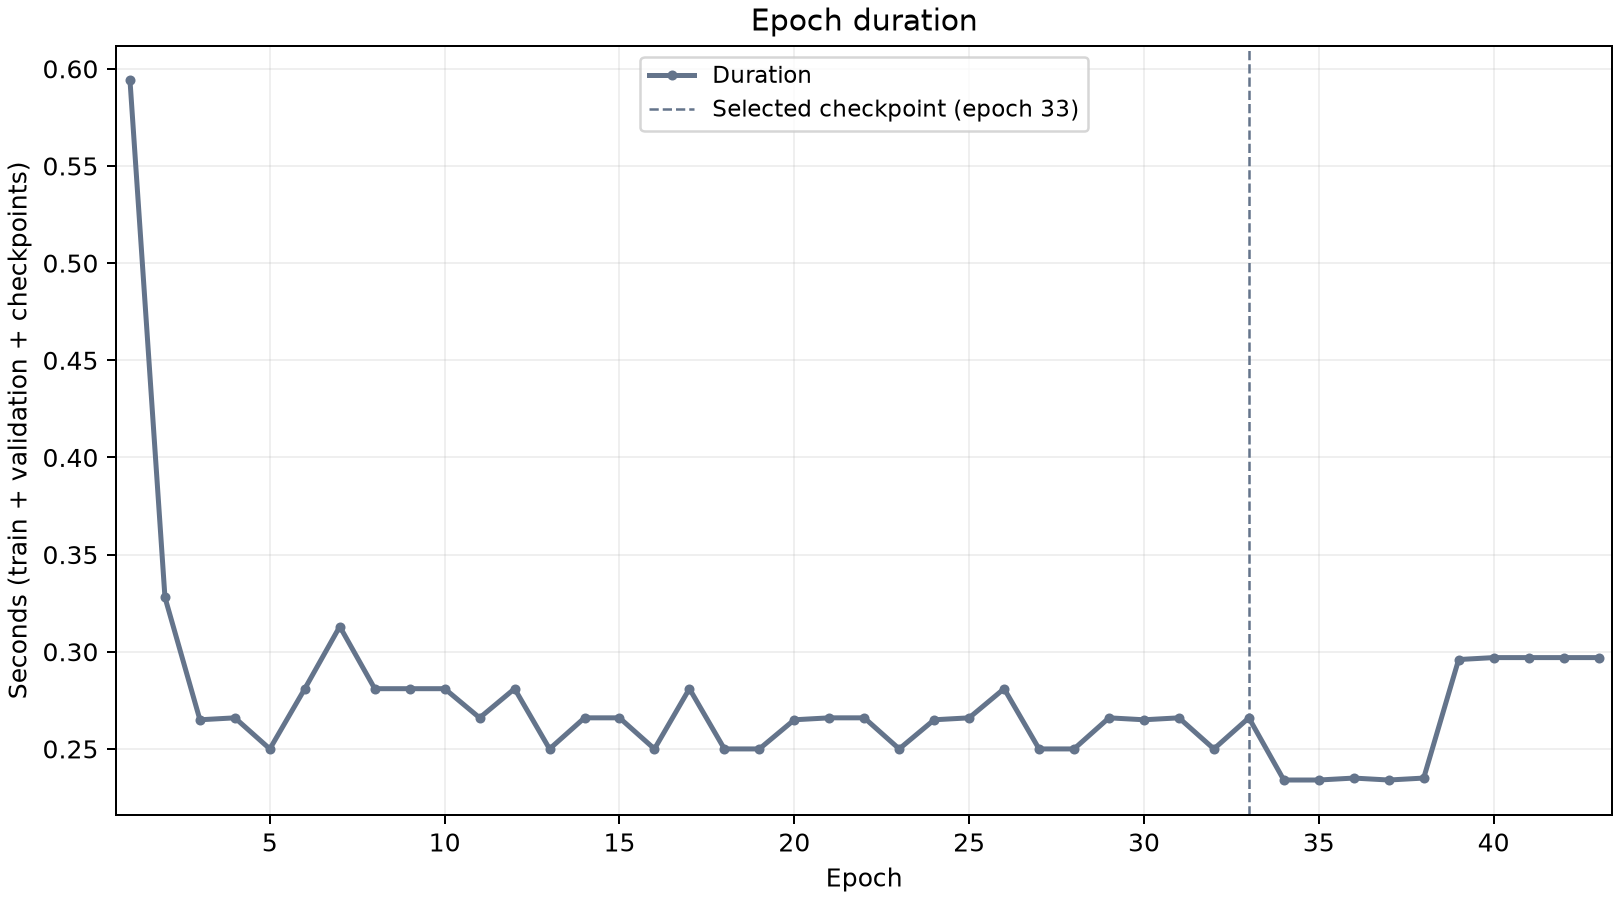 Epoch duration
Duration
Selected checkpoint (epoch 33)
Seconds (train + validation + checkpoints)
0.60
0.55
0.50
0.45
0.40
0.35
0.30
0.25
5 10 15 20 25 30 35 40
Epoch